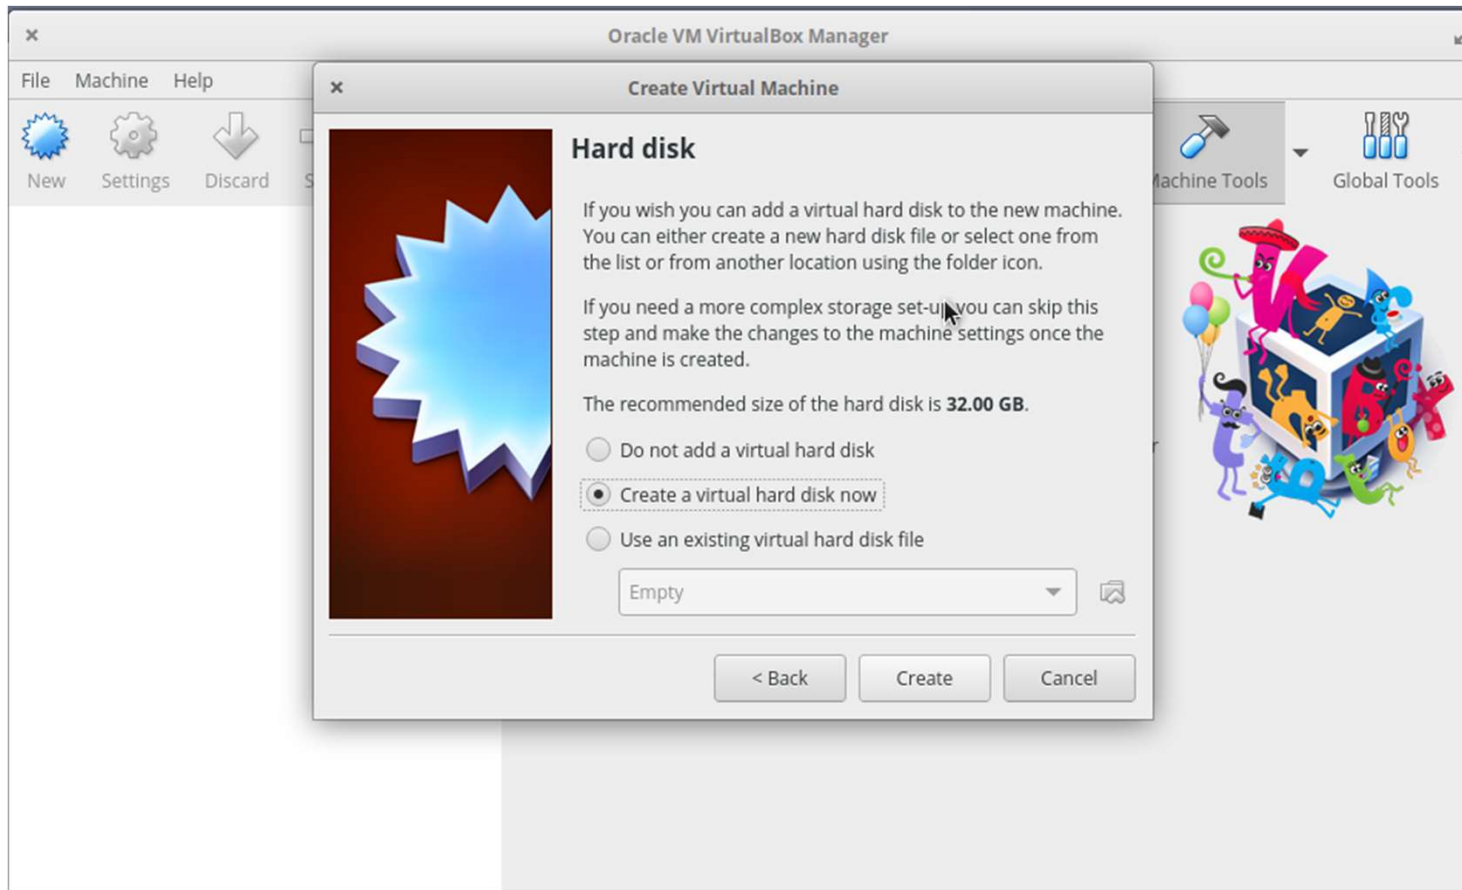 Oracle VM VirtualBox Manager
File Machine Help
Create Virtual Machine
New Settings Discard
Machine Tools Global Tools
Hard disk
If you wish you can add a virtual hard disk to the new machine.
You can either create a new hard disk file or select one from
the list or from another location using the folder icon.
If you need a more complex storage set-up you can skip this
step and make the changes to the machine settings once the
machine is created.
The recommended size of the hard disk is 32.00 GB.
Do not add a virtual hard disk
Create a virtual hard disk now
Use an existing virtual hard disk file
Empty
< Back Create Cancel